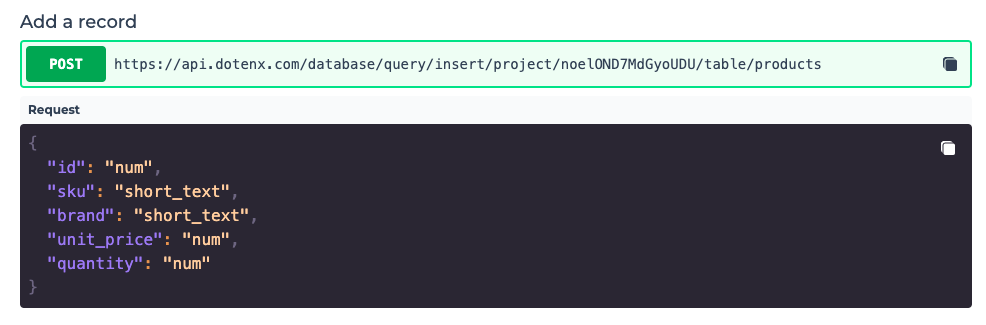 Add a record
POST https://api.dotenx.com/database/query/insert/project/noelOND7MdGyoUDU/table/products
Request
{
"id": "num",
"sku": "short_text",
"brand": "short_text",
"unit_price": "num",
"quantity": "num"
}